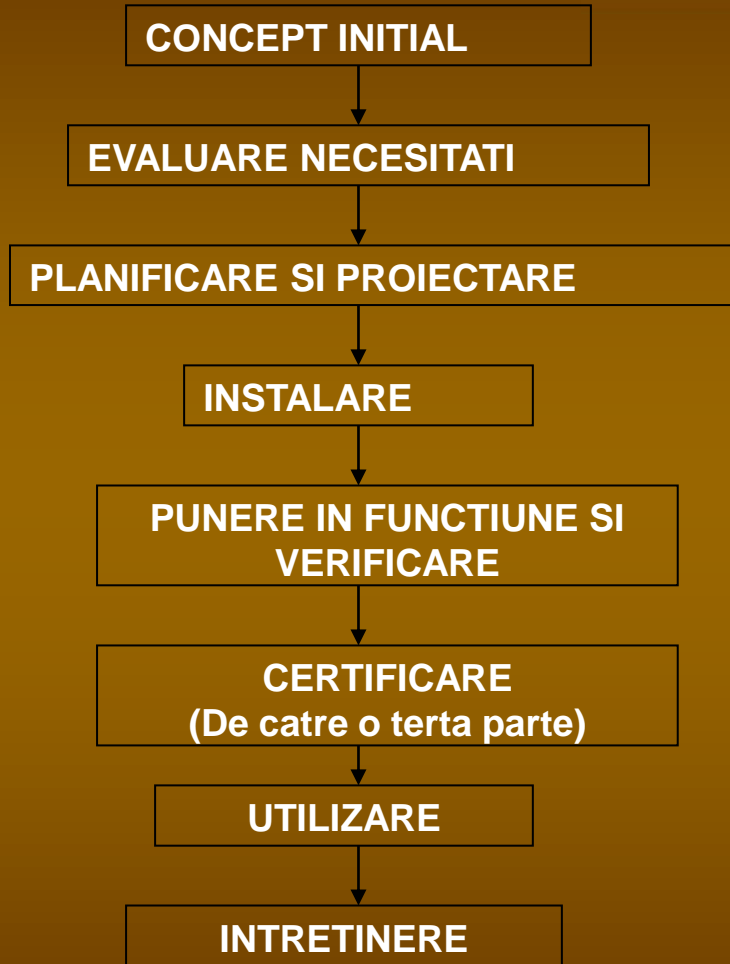 CONCEPT INITIAL
EVALUARE NECESITATI
PLANIFICARE SI PROIECTARE
INSTALARE
PUNERE IN FUNCTIUNE SI
VERIFICARE
CERTIFICARE
(De catre o terta parte)
UTILIZARE
INTRETINERE